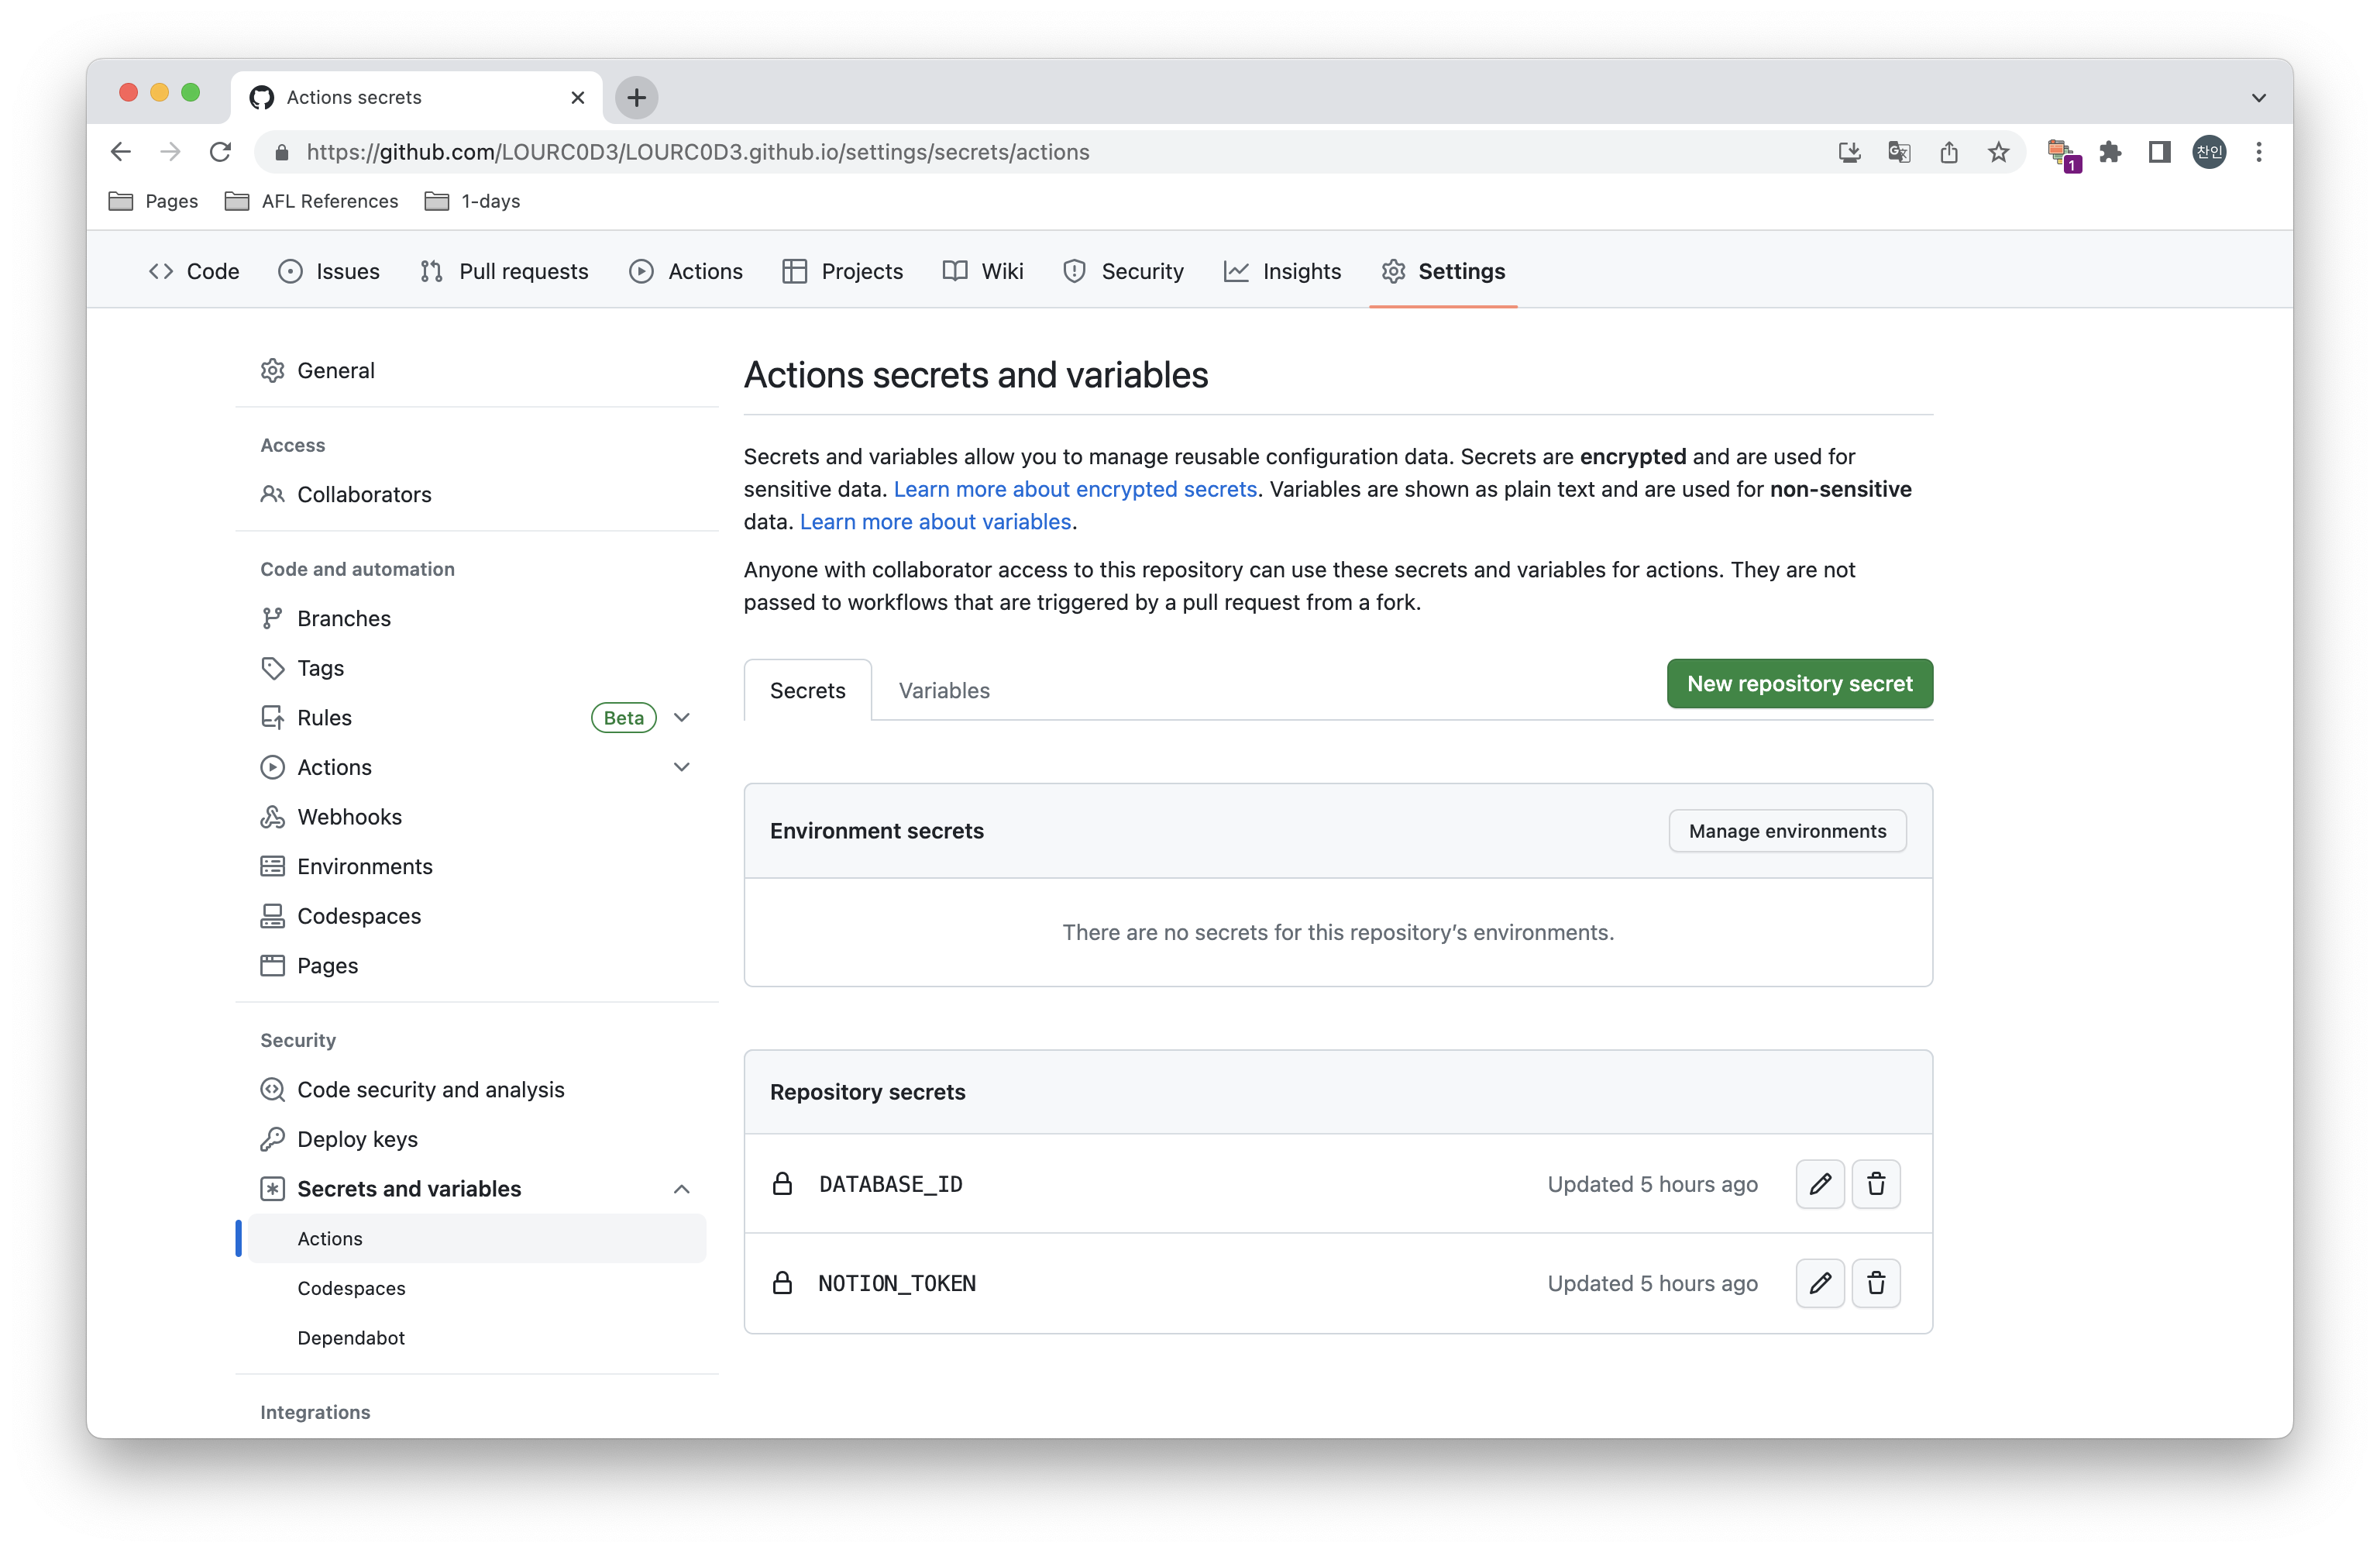 Actions secrets
https://github.com/LOURC0D3/LOURC0D3.github.io/settings/secrets/actions
1
찬인
Pages
AFL References
1-days
Code
Issues
Pull requests
Actions
Projects
Wiki
Security
Insights
Settings
General
Access
Collaborators
Code and automation
Branches
Tags
Rules
Beta
Actions
Webhooks
Environments
Codespaces
Pages
Security
Code security and analysis
Deploy keys
Secrets and variables
Actions
Codespaces
Dependabot
Integrations
Actions secrets and variables
Secrets and variables allow you to manage reusable configuration data. Secrets are encrypted and are used for
sensitive data. Learn more about encrypted secrets. Variables are shown as plain text and are used for non-sensitive
data. Learn more about variables.
Anyone with collaborator access to this repository can use these secrets and variables for actions. They are not
passed to workflows that are triggered by a pull request from a fork.
Secrets
Variables
New repository secret
Environment secrets
Manage environments
There are no secrets for this repository’s environments.
Repository secrets
DATABASE_ID
Updated 5 hours ago
NOTION_TOKEN
Updated 5 hours ago